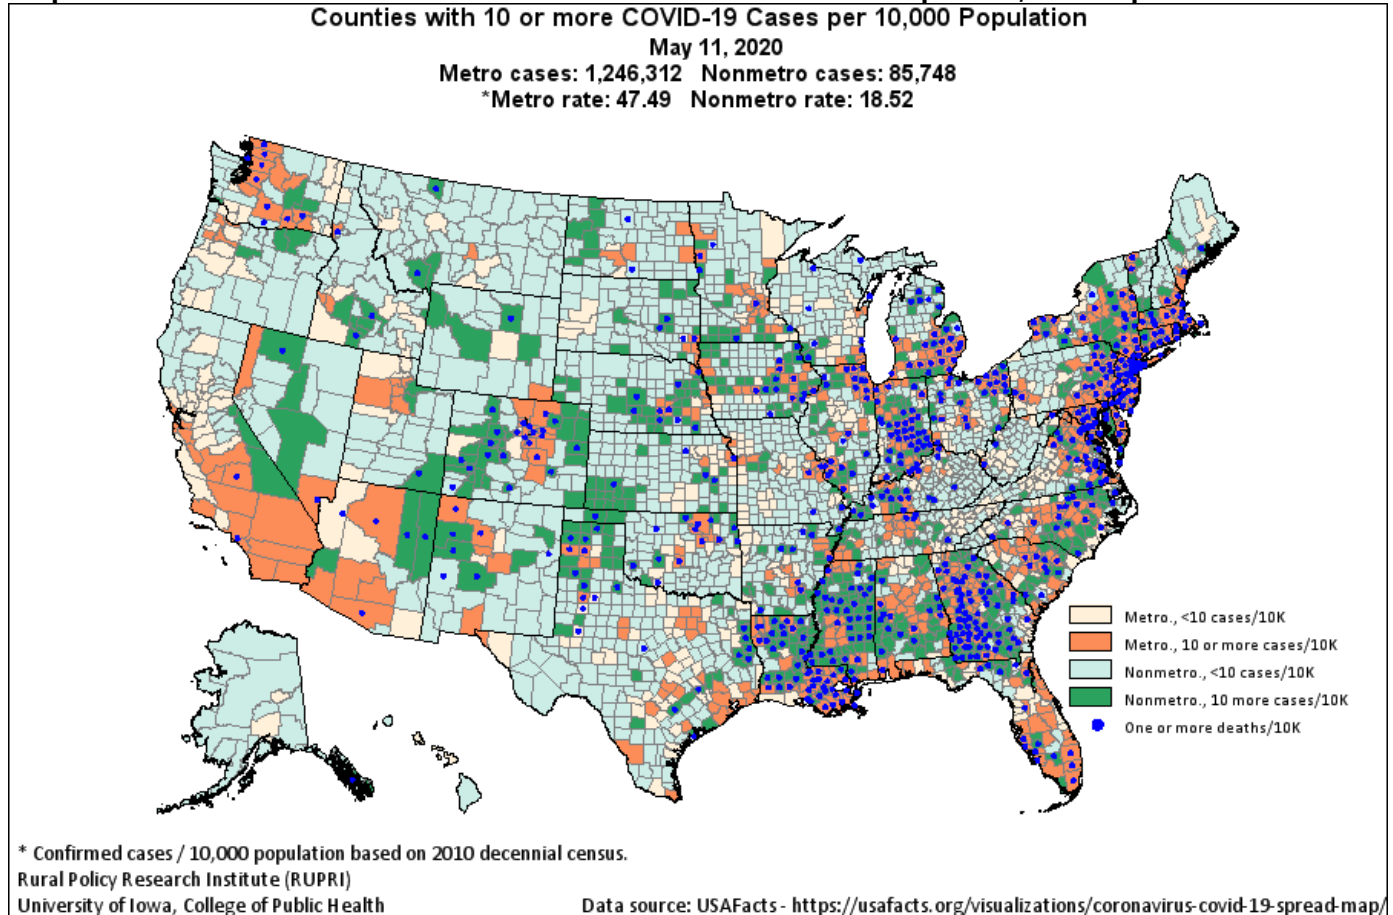 Counties with 10 or more COVID-19 Cases per 10,000 Population
May 11, 2020
Metro cases: 1,246,312 Nonmetro cases: 85,748
*Metro rate: 47.49 Nonmetro rate: 18.52
Metro., <10 cases/10K
Metro., 10 or more cases/10K
Nonmetro., <10 cases/10K
Nonmetro., 10 more cases/10K
One or more deaths/10K
* Confirmed cases / 10,000 population based on 2010 decennial census.
Rural Policy Research Institute (RUPRI)
University of Iowa, College of Public Health
Data source: USAFacts - https://usafacts.org/visualizations/coronavirus-covid-19-spread-map/